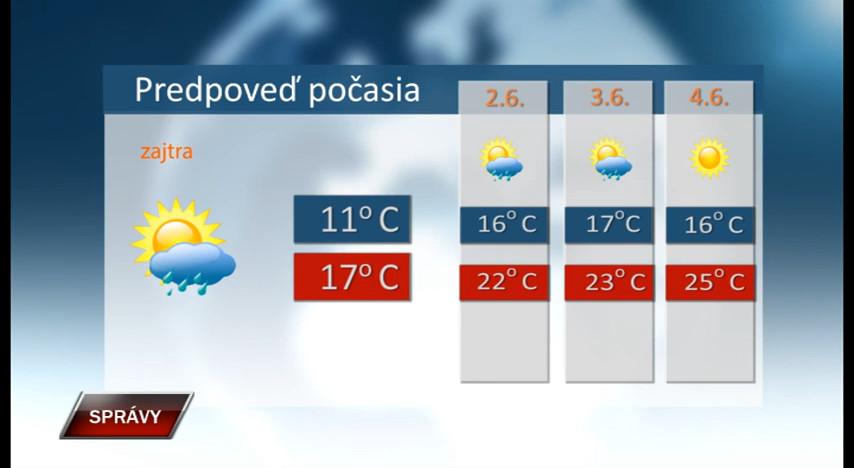 Predpoveď počasia
zajtra
11° C
17° C
2.6.
16° C
22° C
3.6.
17°C
23° C
4.6.
16° C
25° C
SPRÁVY